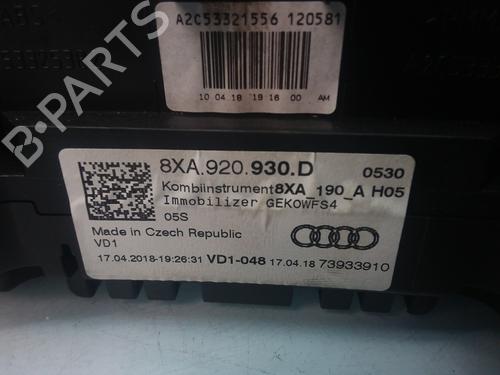 A2C53321556 120581
10 04 18 19 16 00 AM
B-PARTS
8XA.920.930.D 0530
Kombiinstrument 8XA_190_A H05
Immobilizer GEKOWFS4
05S
Made in Czech Republic
VD1
17.04.2018-19:26:31 VD1-048 17.04.18 73933910